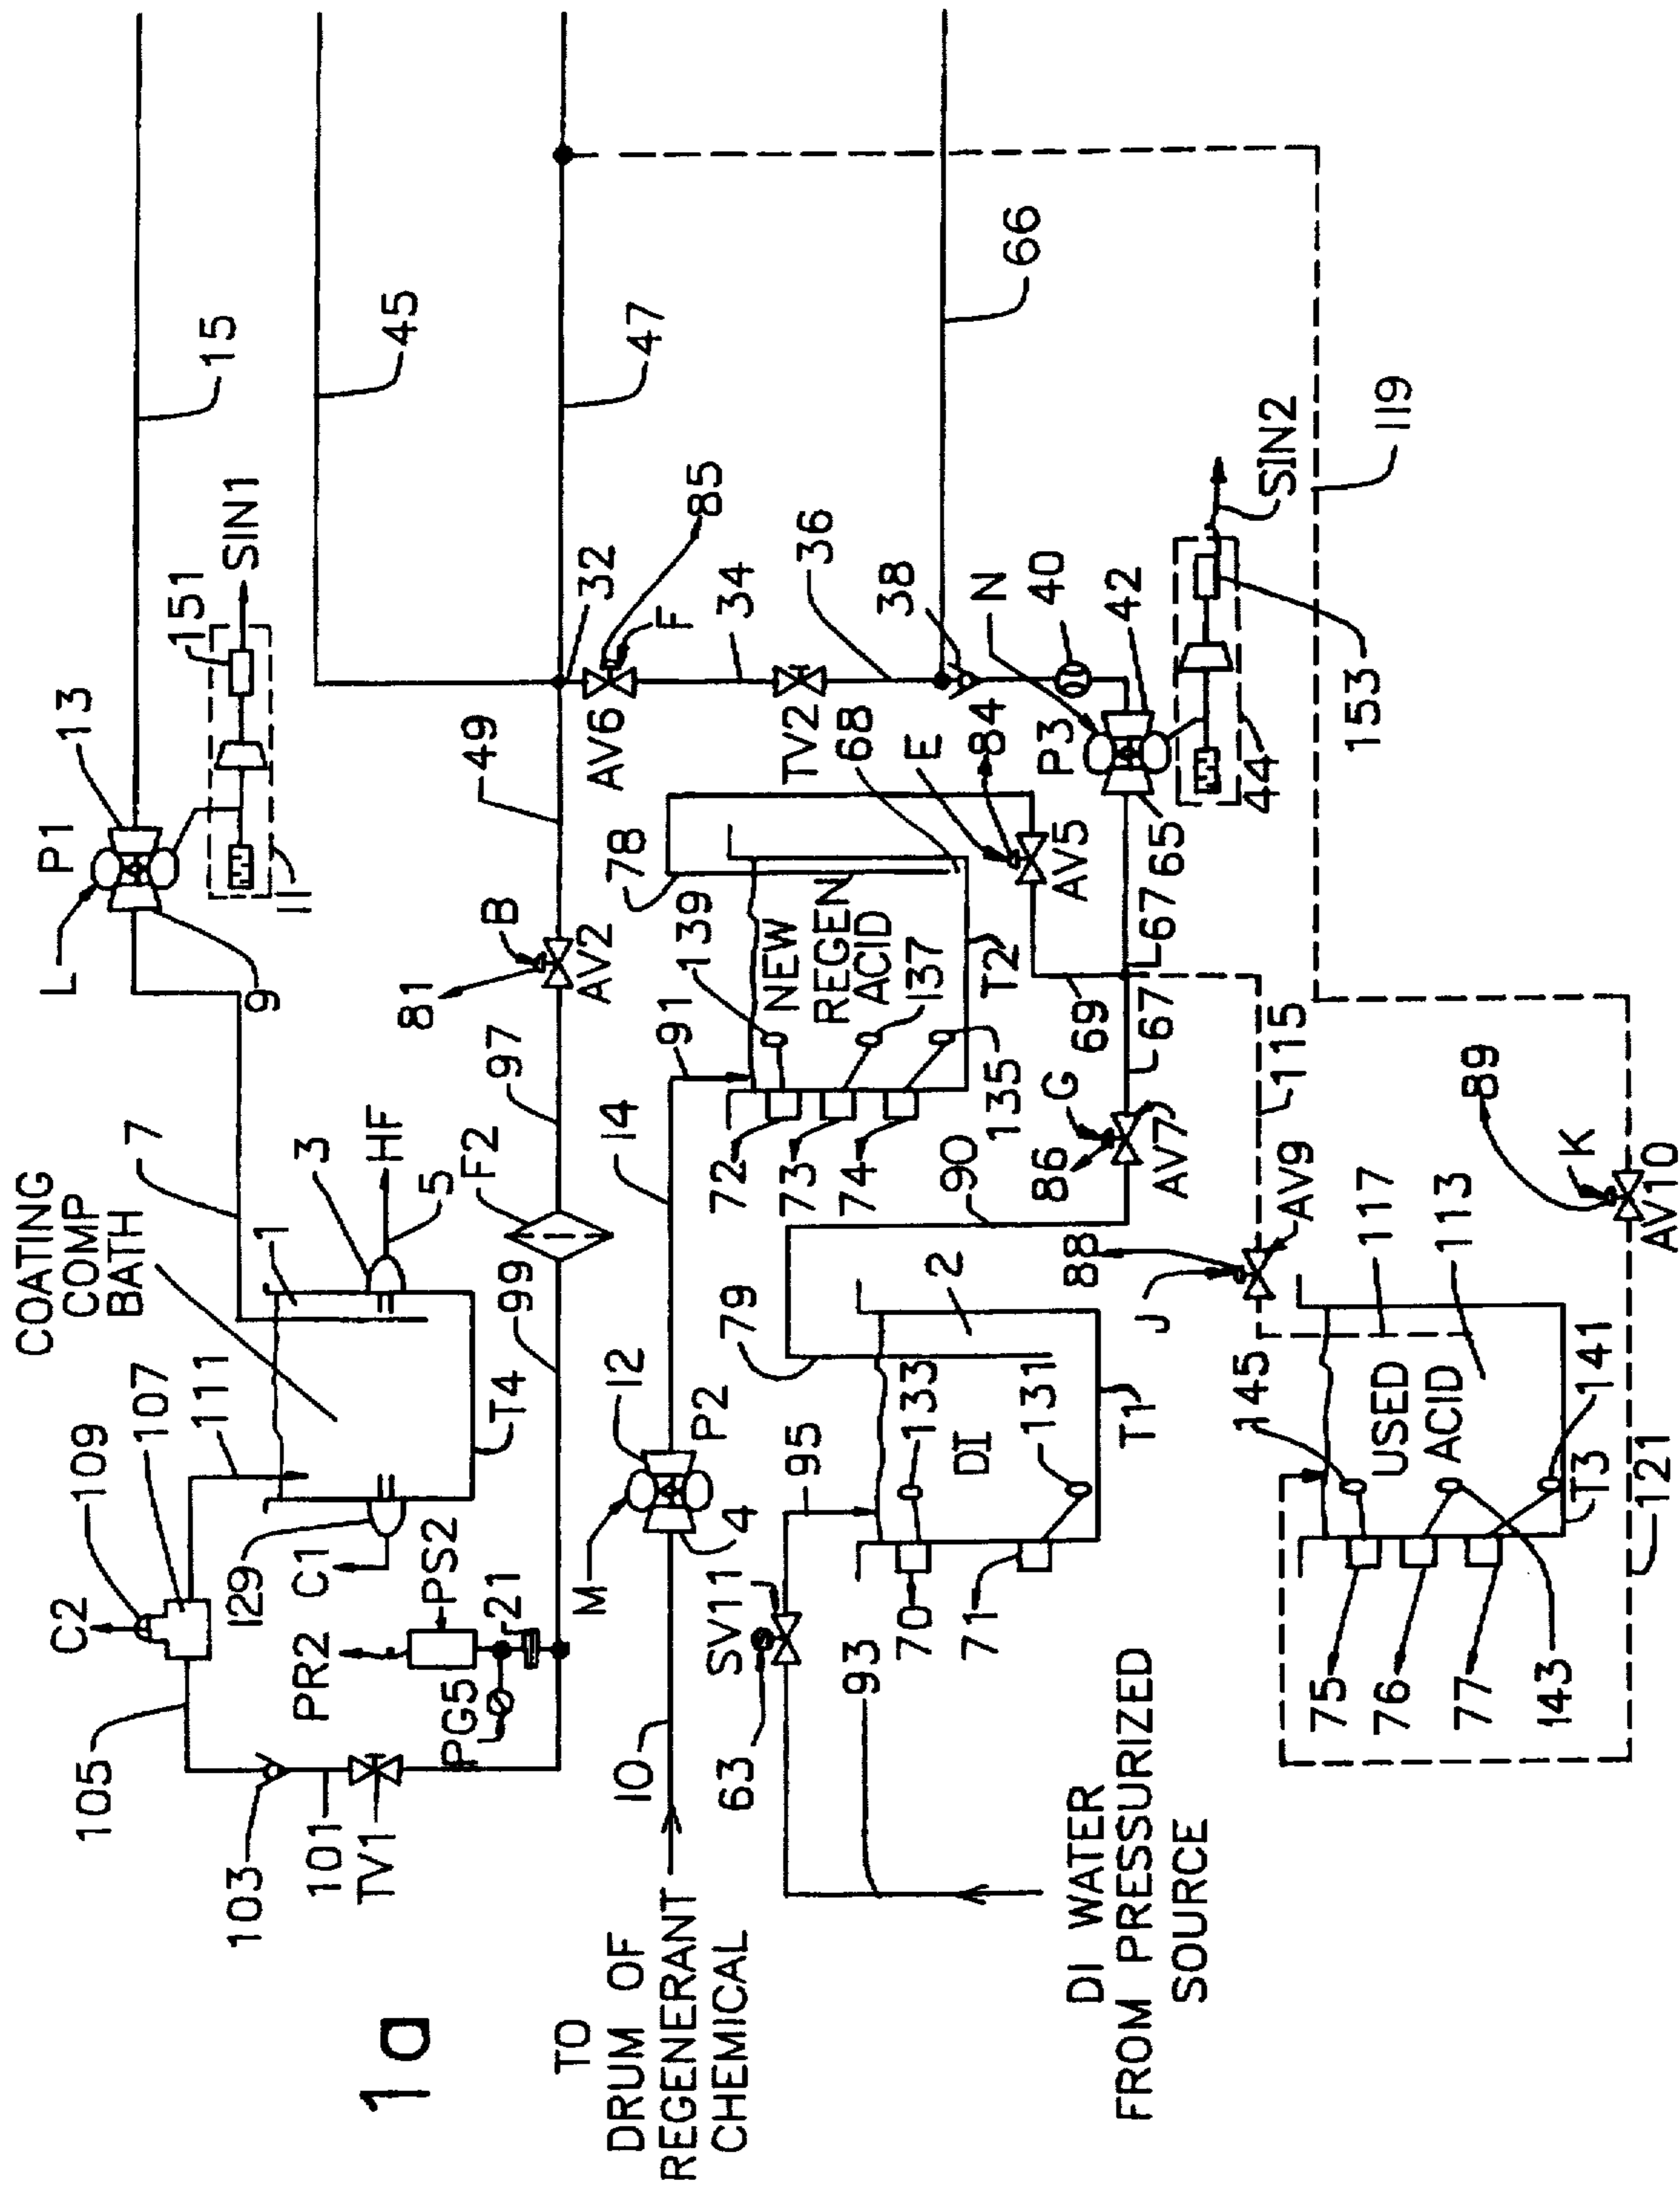 1a
COATING
COMP
BATH
C2
109
107
111
105
103
101
TV1
129
C1
T4
1
7
3
HF
5
9
L
P1
13
15
151
SIN1
11
45
PR2
PS2
PG5
21
99
F2
97
81
B
AV2
49
47
32
AV6
F
85
34
TV2
36
38
66
TO
DRUM OF
REGENERANT
CHEMICAL
10
M
12
P2
4
14
91
139
78
NEW
REGEN
ACID
137
T2
135
72
73
74
68
E
84
AV5
69
N
40
P3
42
65
67
67
44
153
SIN2
119
DI WATER
FROM PRESSURIZED
SOURCE
93
63
SV11
95
79
133
2
DI
131
T1
70
71
90
86
G
AV7
115
88
J
AV9
117
113
145
USED
ACID
141
T3
75
76
77
143
121
89
K
AV10